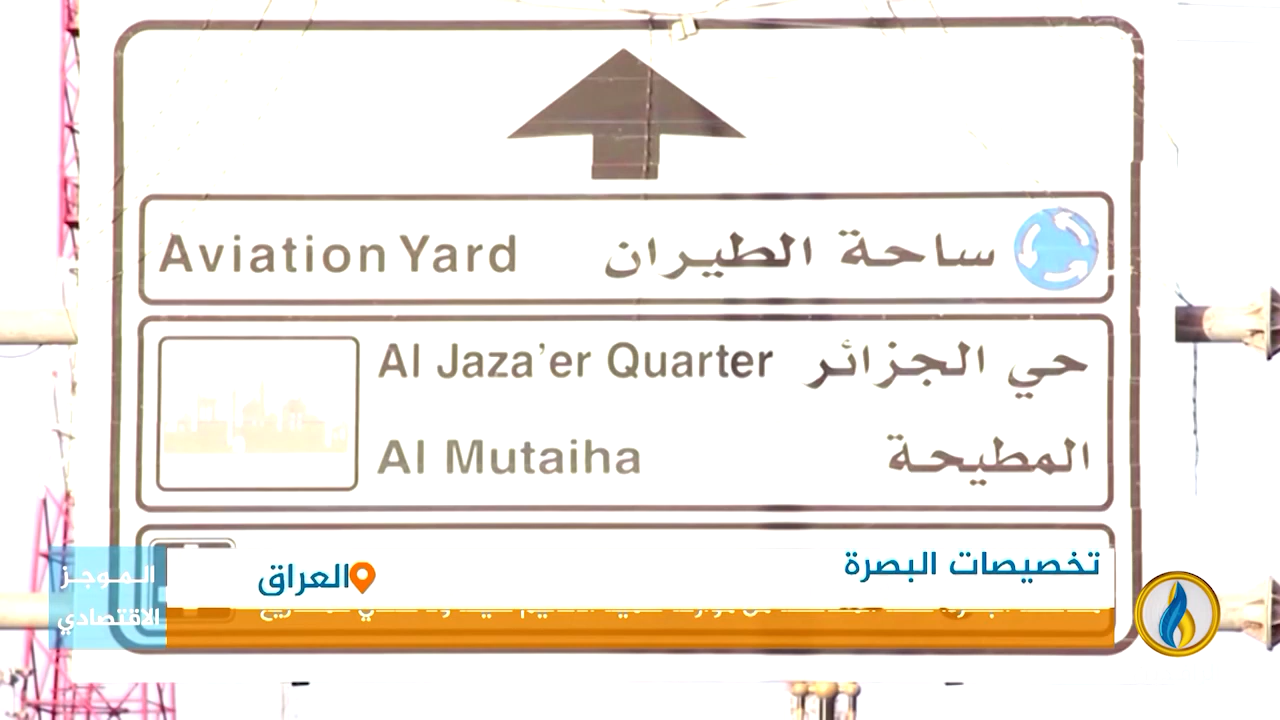 Aviation Yard ساحة الطيران
Al Jaza'er Quarter حي الجزائر
Al Mutaiha المطيحة
تخصيصات البصرة
العراق
الموجز
الاقتصادي